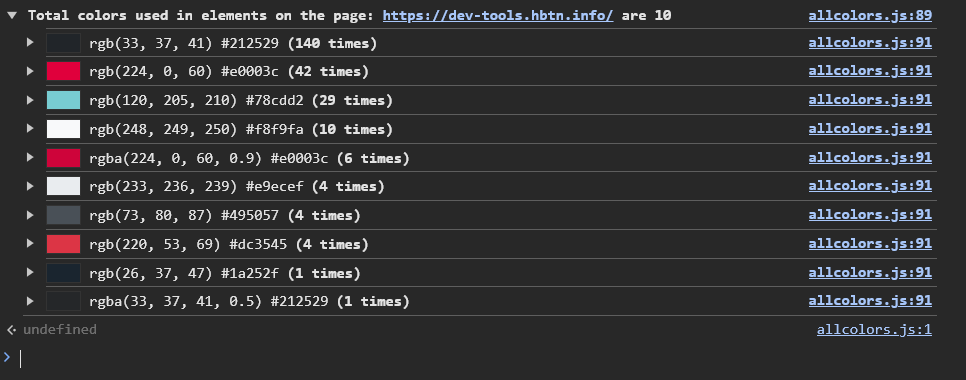 Total colors used in elements on the page: https://dev-tools.hbtn.info/ are 10 allcolors.js:89
rgb(33, 37, 41) #212529 (140 times) allcolors.js:91
rgb(224, 0, 60) #e0003c (42 times) allcolors.js:91
rgb(120, 205, 210) #78cdd2 (29 times) allcolors.js:91
rgb(248, 249, 250) #f8f9fa (10 times) allcolors.js:91
rgba(224, 0, 60, 0.9) #e0003c (6 times) allcolors.js:91
rgb(233, 236, 239) #e9ecef (4 times) allcolors.js:91
rgb(73, 80, 87) #495057 (4 times) allcolors.js:91
rgb(220, 53, 69) #dc3545 (4 times) allcolors.js:91
rgb(26, 37, 47) #1a252f (1 times) allcolors.js:91
rgba(33, 37, 41, 0.5) #212529 (1 times) allcolors.js:91
undefined allcolors.js:1